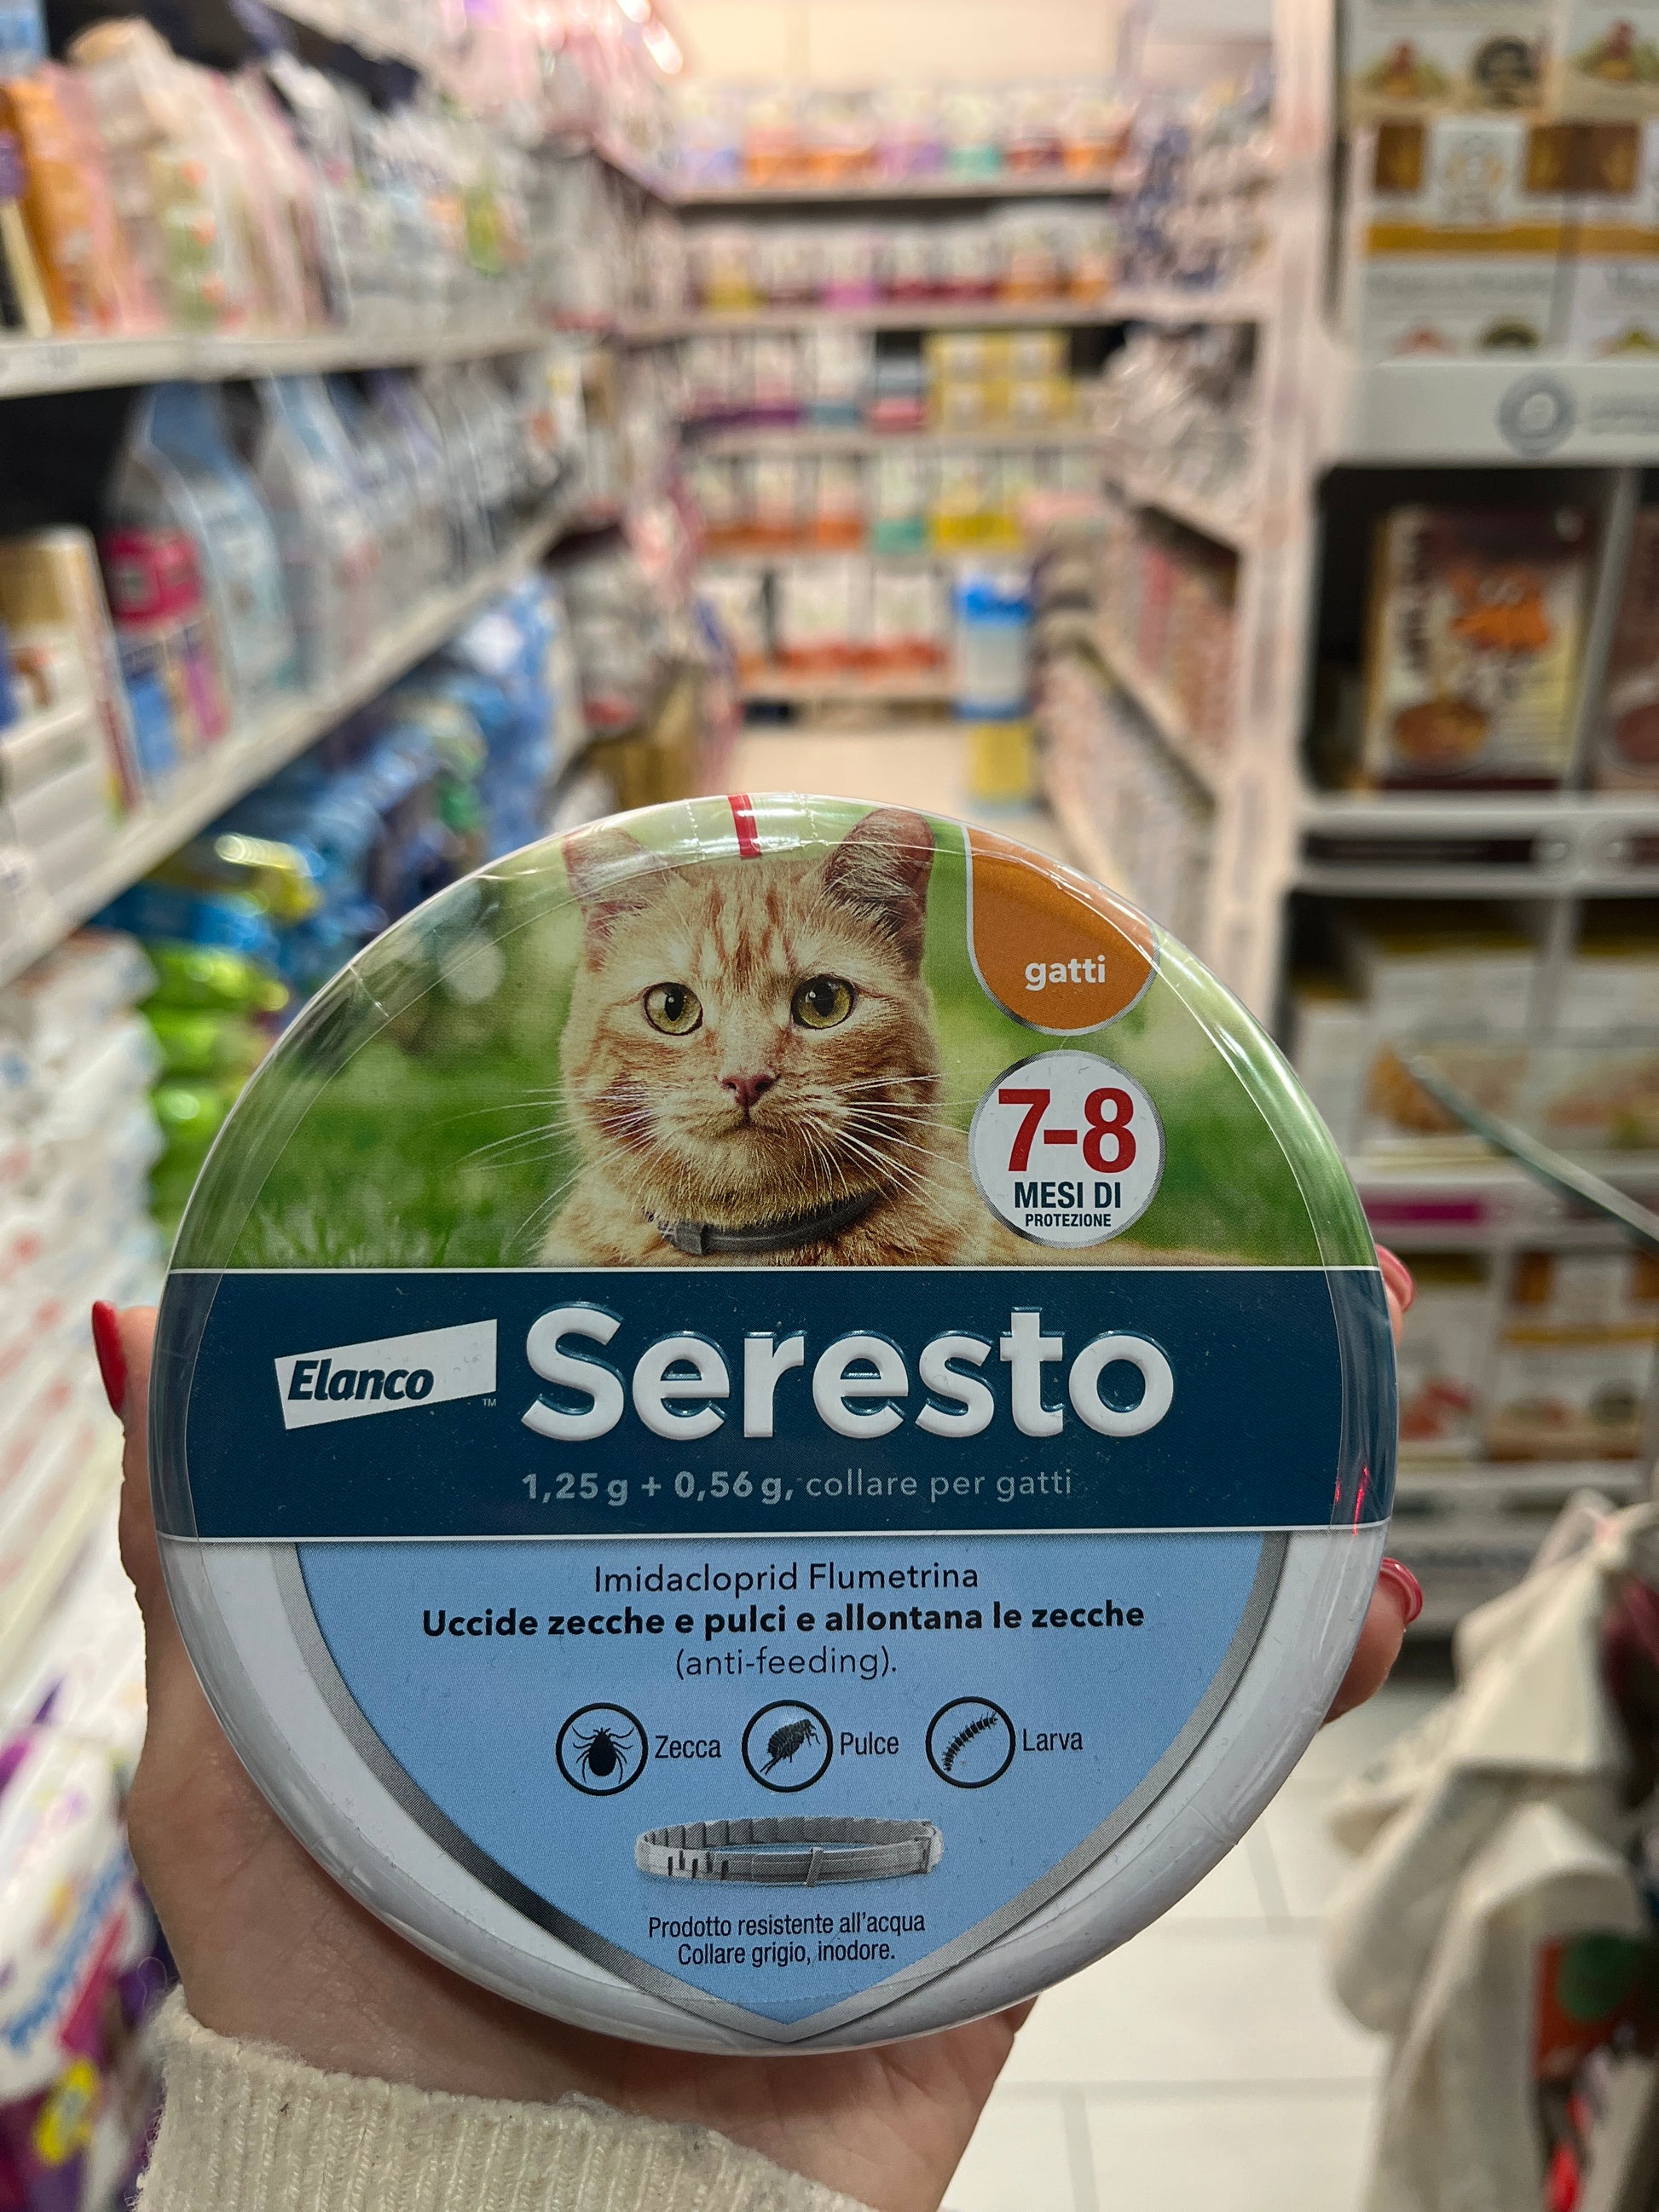 gatti
7-8
MESI DI
PROTEZIONE
Elanco™ Seresto
1,25 g + 0,56 g, collare per gatti
Imidacloprid Flumetrina
Uccide zecche e pulci e allontana le zecche
(anti-feeding).
Zecca Pulce Larva
Prodotto resistente all'acqua
Collare grigio, inodore.